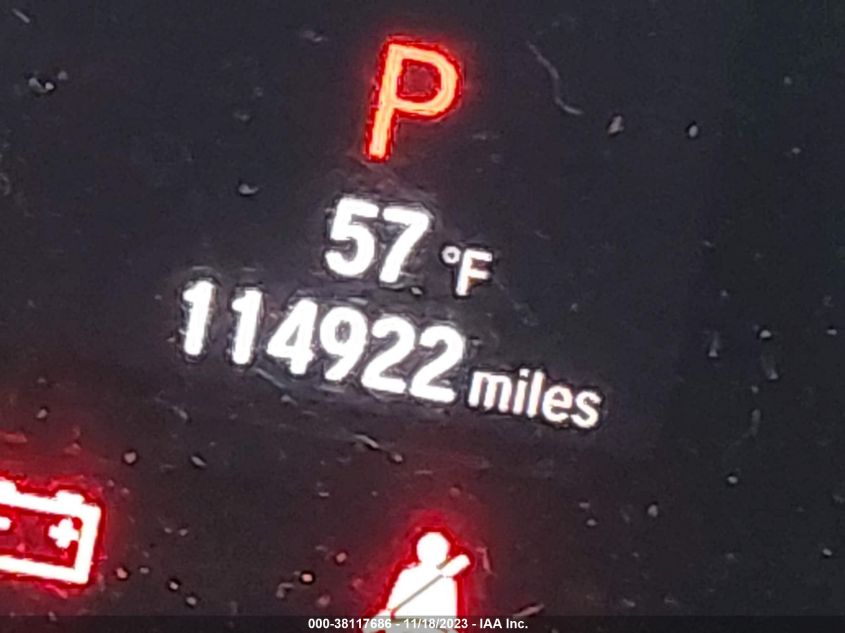 P
57 °F
114922 miles
000-38117686 - 11/18/2023 - IAA Inc.